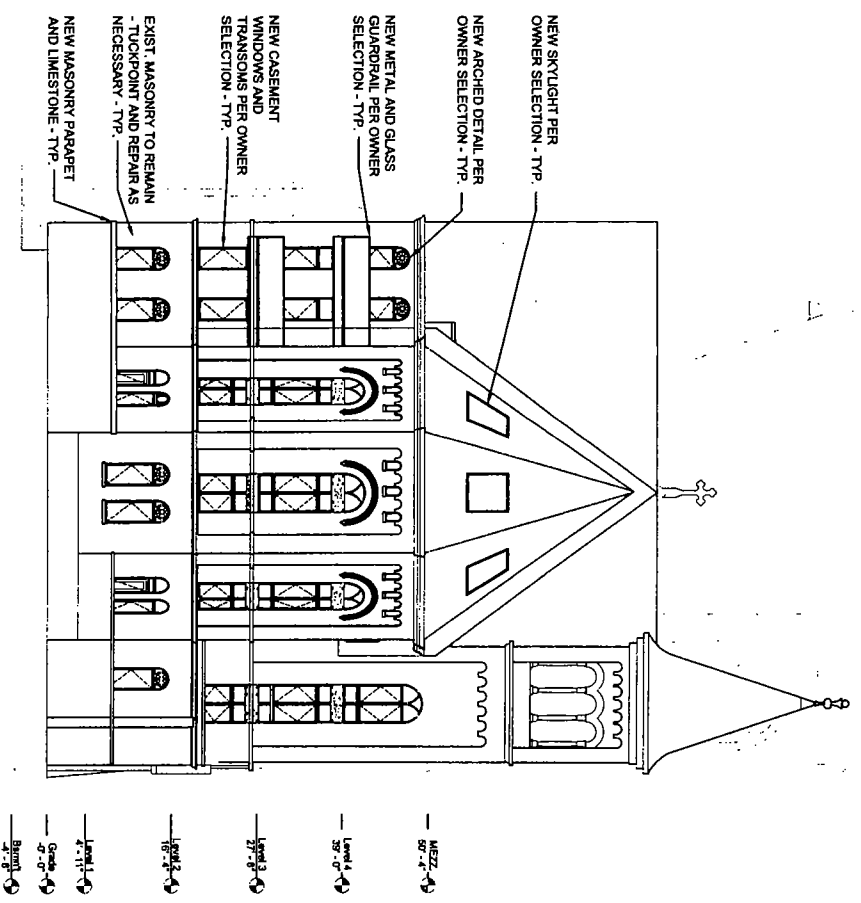 NEW SKYLIGHT PER
OWNER SELECTION - TYP.
NEW ARCHED DETAIL PER
OWNER SELECTION - TYP.
NEW METAL AND GLASS
GUARDRAIL PER OWNER
SELECTION - TYP.
NEW CASEMENT
WINDOWS AND
TRANSOMS PER OWNER
SELECTION - TYP.
EXIST. MASONRY TO REMAIN
- TUCKPOINT AND REPAIR AS
NECESSARY - TYP.
NEW MASONRY PARAPET
AND LIMESTONE - TYP.
MEZZ.
50' - 4"
Level 4
39' - 0"
Level 3
27' - 8"
Level 2
16' - 4"
Level 1
4' - 11"
Grade
-0' - 0"
-4' - 8"